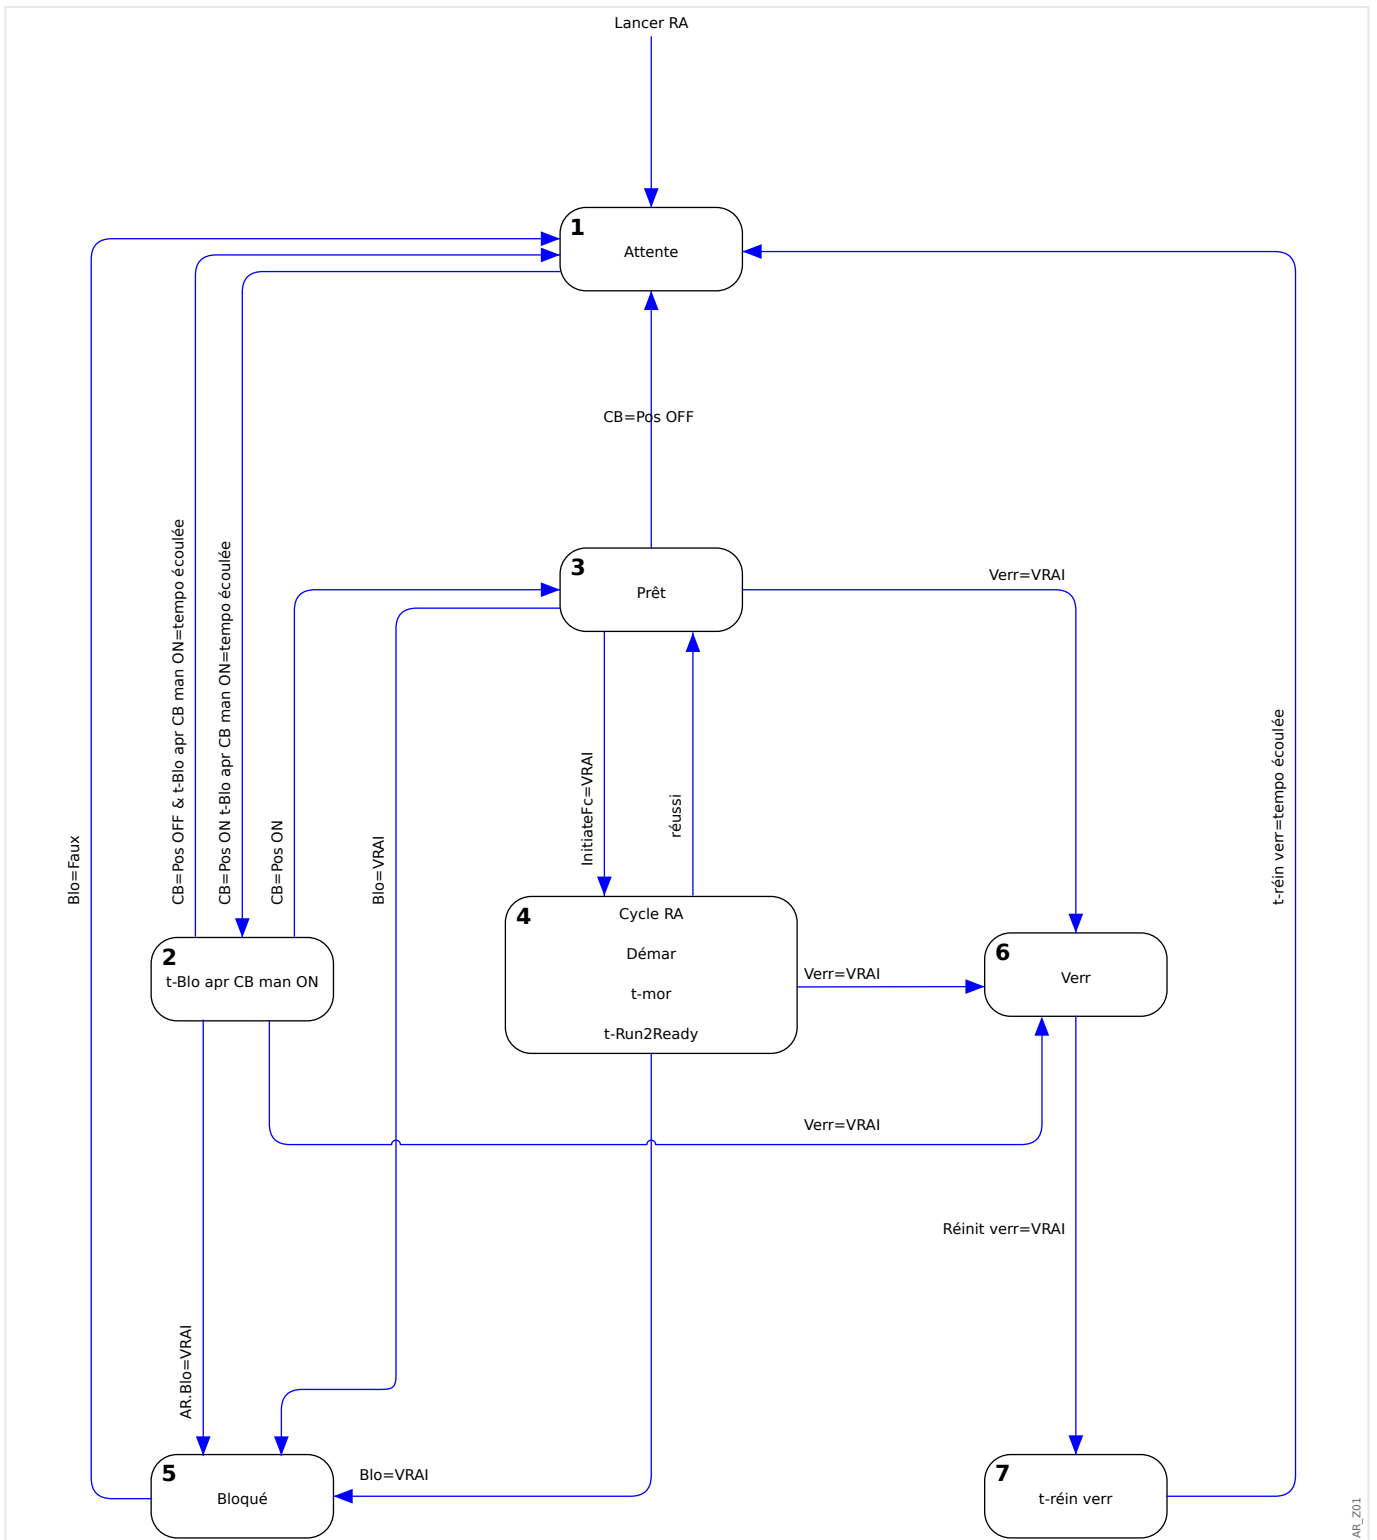 Lancer RA
1
Attente
CB=Pos OFF
CB=Pos OFF & t-Blo apr CB man ON=tempo écoulée
CB=Pos ON t-Blo apr CB man ON=tempo écoulée
3
Prêt
Verr=VRAI
Blo=Faux
CB=Pos ON
Blo=VRAI
InitiateFc=VRAI
réussi
t-réin verr=tempo écoulée
2
t-Blo apr CB man ON
4
Cycle RA
Démar
t-mor
t-Run2Ready
Verr=VRAI
6
Verr
Verr=VRAI
Réinit verr=VRAI
AR.Blo=VRAI
5
Bloqué
Blo=VRAI
7
t-réin verr
AR_Z01